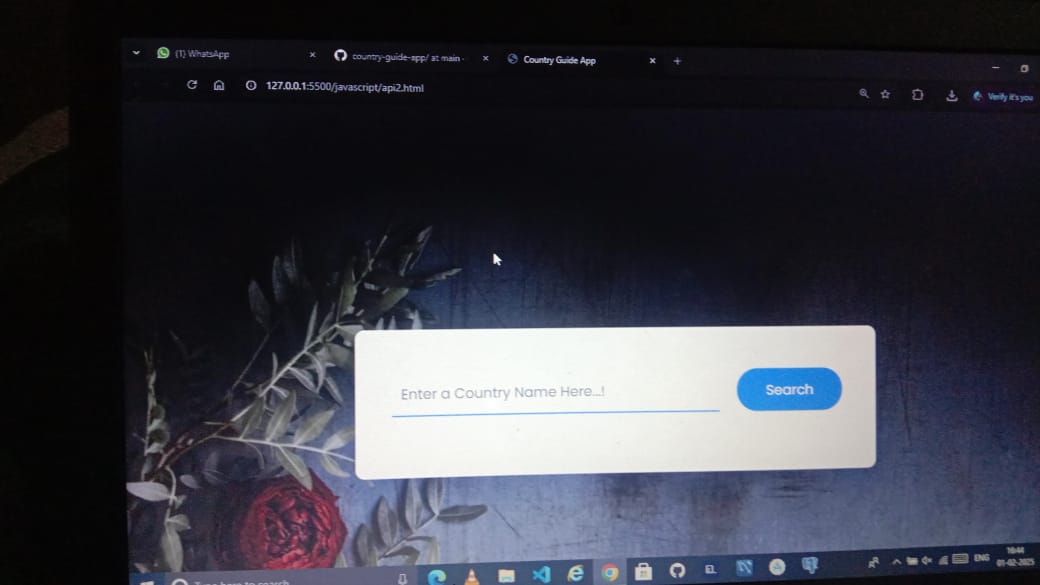 (1) WhatsApp
country-guide-app/ at main ·
Country Guide App
127.0.0.1:5500/javascript/api2.html
Verify it's you
Enter a Country Name Here...!
Search
Type here to search
ENG
16:44
01-02-2025